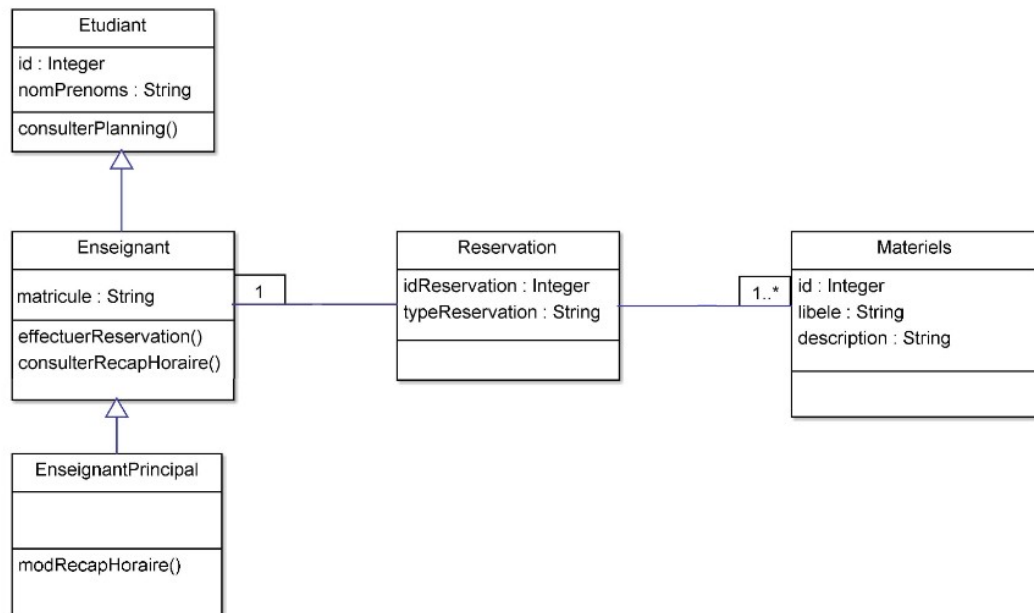 Etudiant
id : Integer
nomPrenoms : String
consulterPlanning()
Enseignant
matricule : String
effectuerReservation()
consulterRecapHoraire()
1
Reservation
idReservation : Integer
typeReservation : String
1..*
Materiels
id : Integer
libele : String
description : String
EnseignantPrincipal
modRecapHoraire()